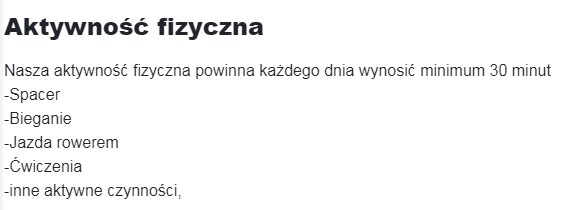 Aktywność fizyczna
Nasza aktywność fizyczna powinna każdego dnia wynosić minimum 30 minut
-Spacer
-Bieganie
-Jazda rowerem
-Ćwiczenia
-inne aktywne czynności,